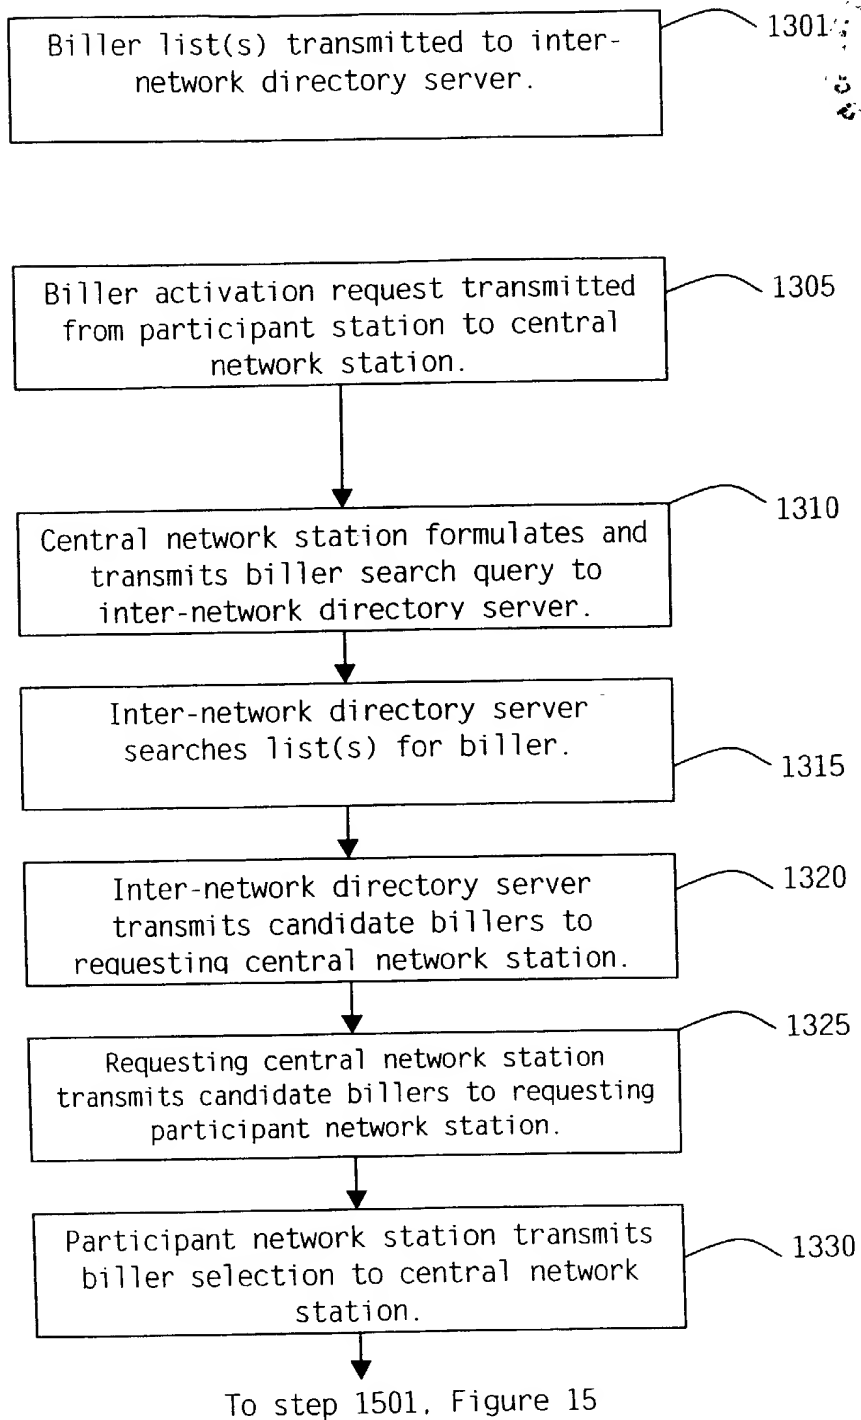 Biller list(s) transmitted to inter-
network directory server.
1301
Biller activation request transmitted
from participant station to central
network station.
1305
Central network station formulates and
transmits biller search query to
inter-network directory server.
1310
Inter-network directory server
searches list(s) for biller.
1315
Inter-network directory server
transmits candidate billers to
requesting central network station.
1320
Requesting central network station
transmits candidate billers to requesting
participant network station.
1325
Participant network station transmits
biller selection to central network
station.
1330
To step 1501, Figure 15